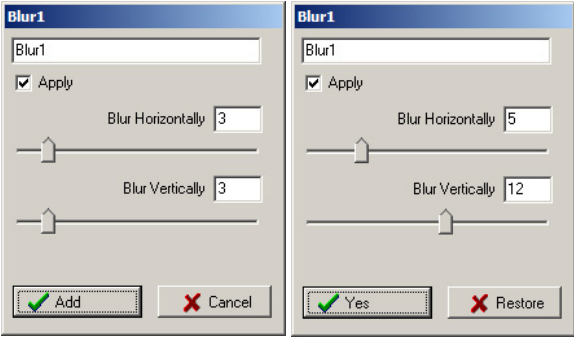 Blur1
Blur1
Apply
Blur Horizontally 3
Blur Vertically 3
Add Cancel
Blur1
Blur1
Apply
Blur Horizontally 5
Blur Vertically 12
Yes Restore